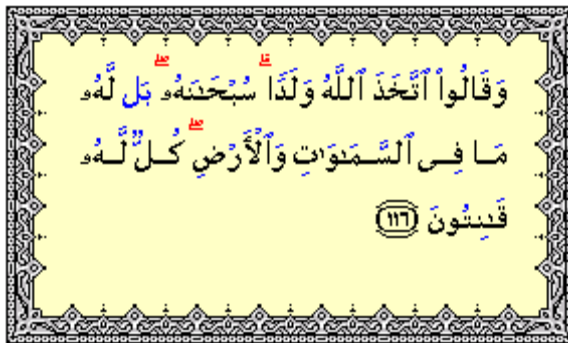 وَقَالُوا۟ ٱتَّخَذَ ٱللَّهُ وَلَدًۭا ۗ سُبْحَـٰنَهُۥ ۖ بَل لَّهُۥ
مَا فِى ٱلسَّمَـٰوَٰتِ وَٱلْأَرْضِ ۖ كُلٌّۭ لَّهُۥ
قَـٰنِتُونَ ١١٦